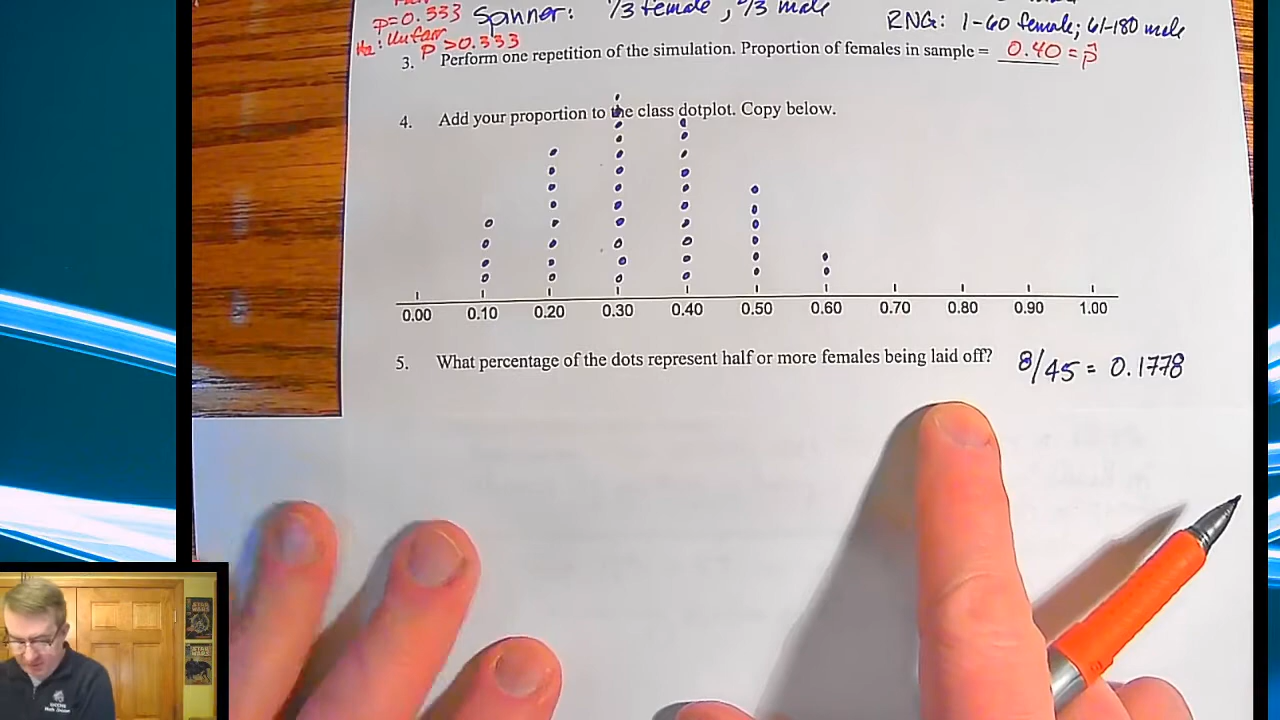 p=0.333 Spinner: 1/3 female, 2/3 male
RNG: 1-60 female; 61-180 male
Ha: Unfair
p >0.333
3. Perform one repetition of the simulation. Proportion of females in sample = 0.40 = p̂
4. Add your proportion to the class dotplot. Copy below.
0.00 0.10 0.20 0.30 0.40 0.50 0.60 0.70 0.80 0.90 1.00
5. What percentage of the dots represent half or more females being laid off? 8/45 = 0.1778
STAR WARS
STAR WARS